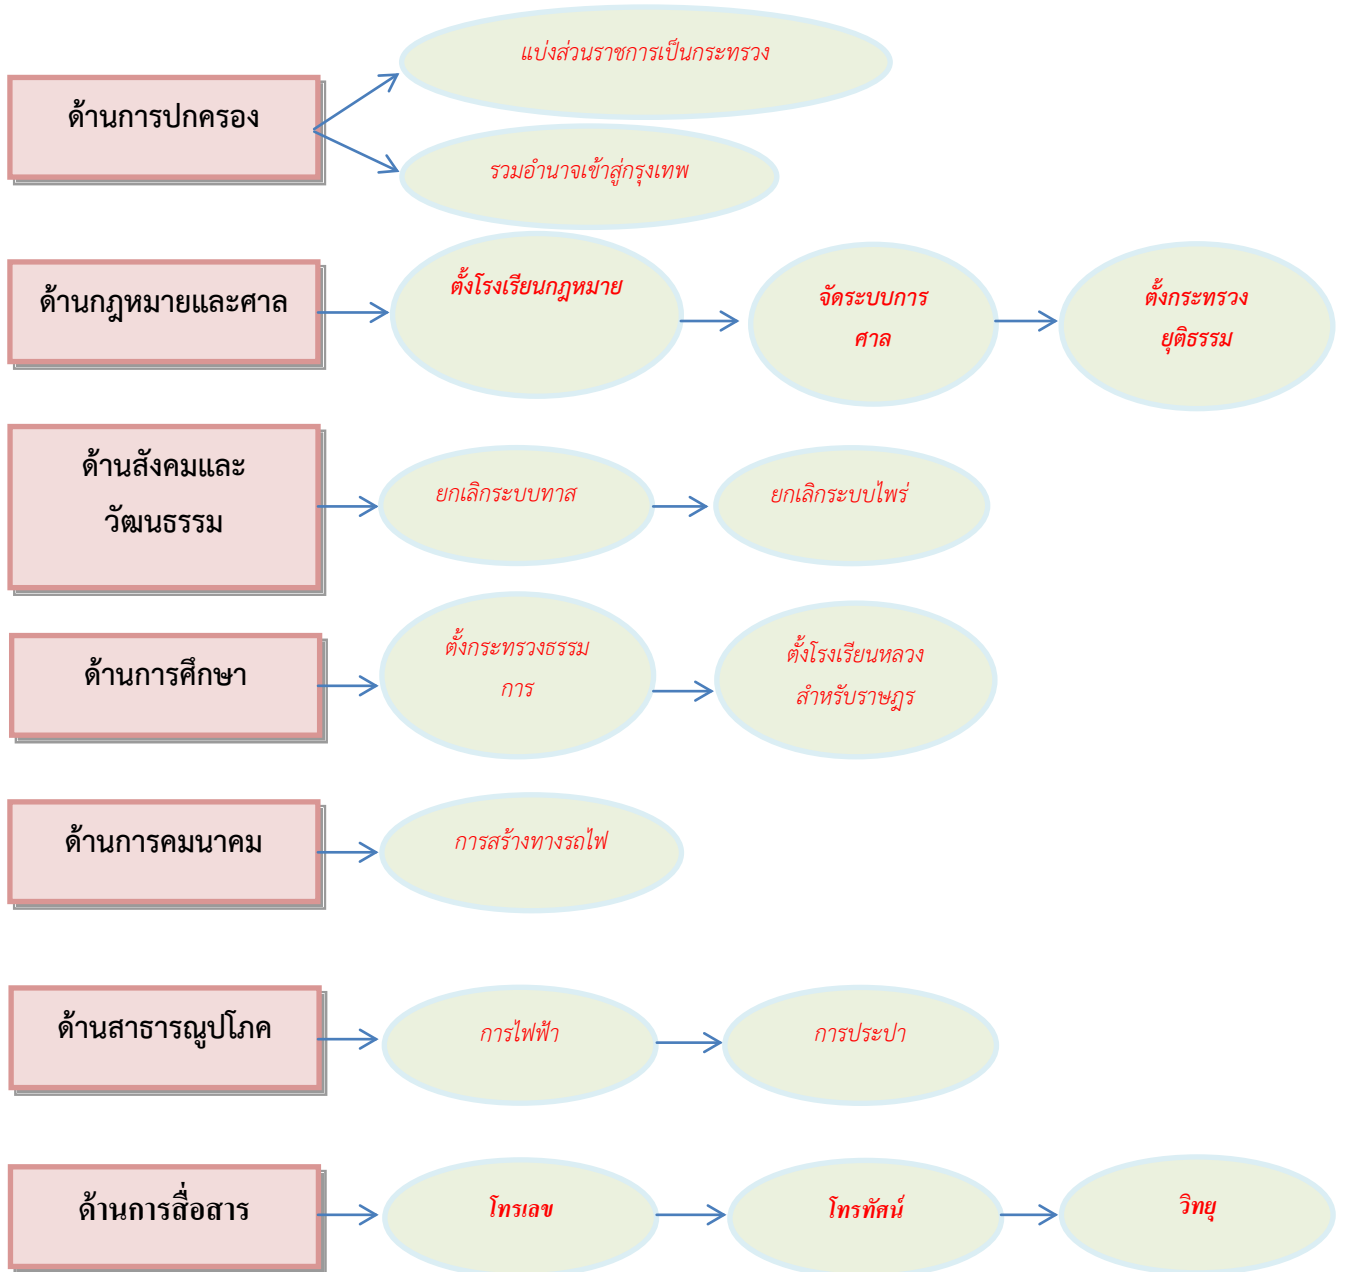 แบ่งส่วนราชการเป็นกระทรวง
ด้านการปกครอง
รวมอำนาจเข้าสู่กรุงเทพ
ด้านกฎหมายและศาล
ตั้งโรงเรียนกฎหมาย
จัดระบบการ
ศาล
ตั้งกระทรวง
ยุติธรรม
ด้านสังคมและ
วัฒนธรรม
ยกเลิกระบบทาส
ยกเลิกระบบไพร่
ด้านการศึกษา
ตั้งกระทรวงธรรม
การ
ตั้งโรงเรียนหลวง
สำหรับราษฎร
ด้านการคมนาคม
การสร้างทางรถไฟ
ด้านสาธารณูปโภค
การไฟฟ้า
การประปา
ด้านการสื่อสาร
โทรเลข
โทรทัศน์
วิทยุ